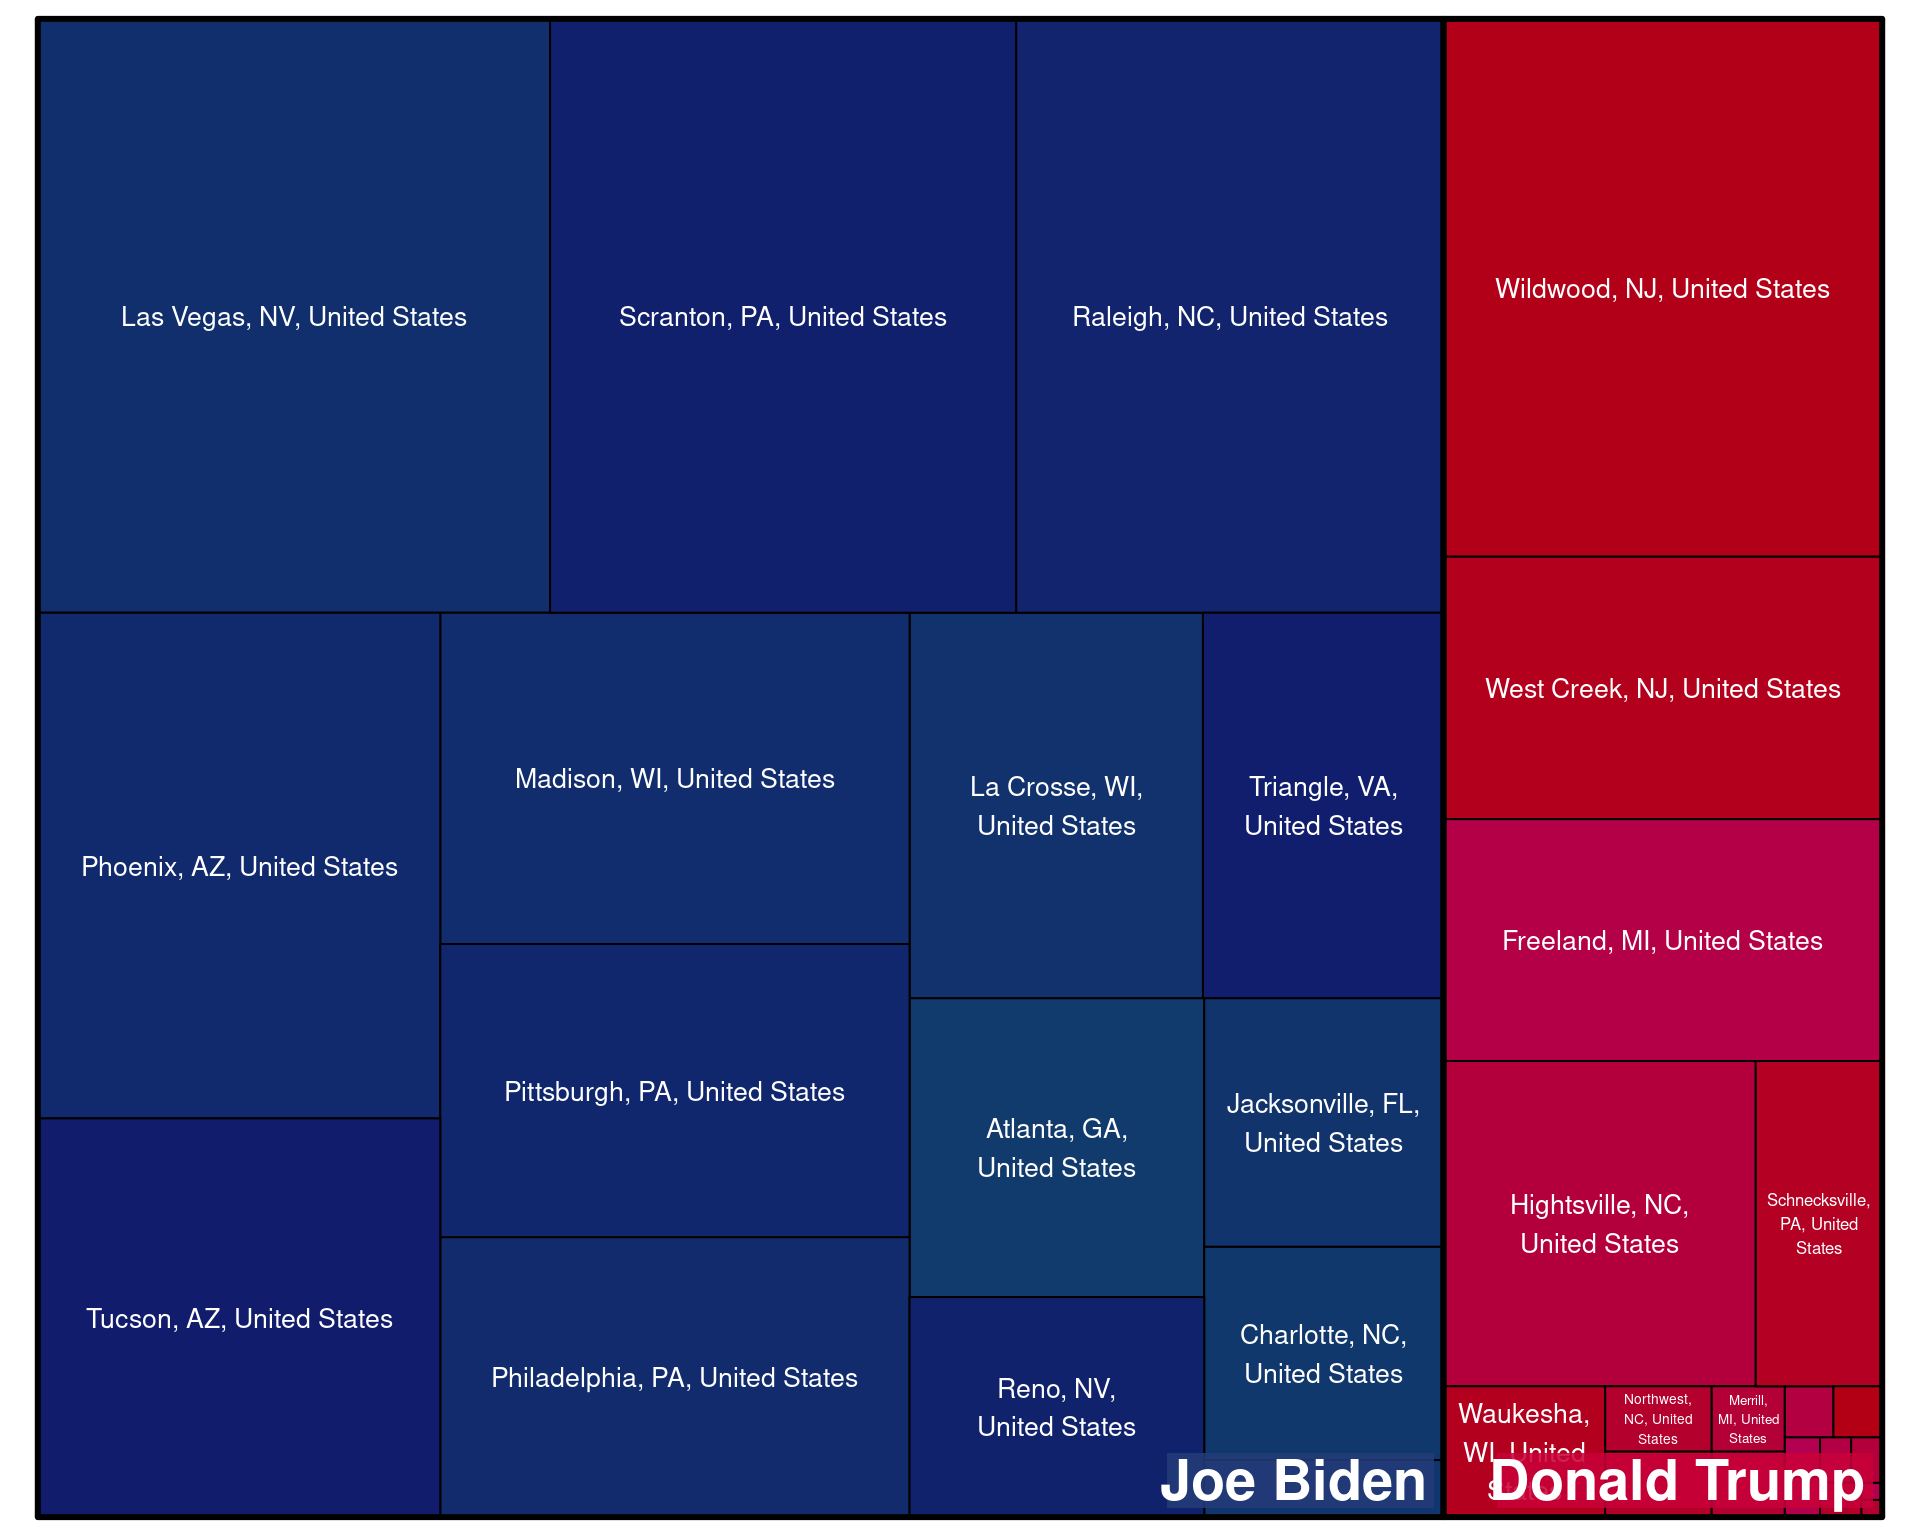 Las Vegas, NV, United States
Scranton, PA, United States
Raleigh, NC, United States
Wildwood, NJ, United States
West Creek, NJ, United States
Phoenix, AZ, United States
Madison, WI, United States
La Crosse, WI,
United States
Triangle, VA,
United States
Freeland, MI, United States
Pittsburgh, PA, United States
Atlanta, GA,
United States
Jacksonville, FL,
United States
Hightsville, NC,
United States
Schnecksville,
PA, United
States
Tucson, AZ, United States
Philadelphia, PA, United States
Reno, NV,
United States
Charlotte, NC,
United States
Waukesha,
WI, United
Northwest,
NC, United
States
Merrill,
MI, United
States
Joe Biden
Donald Trump